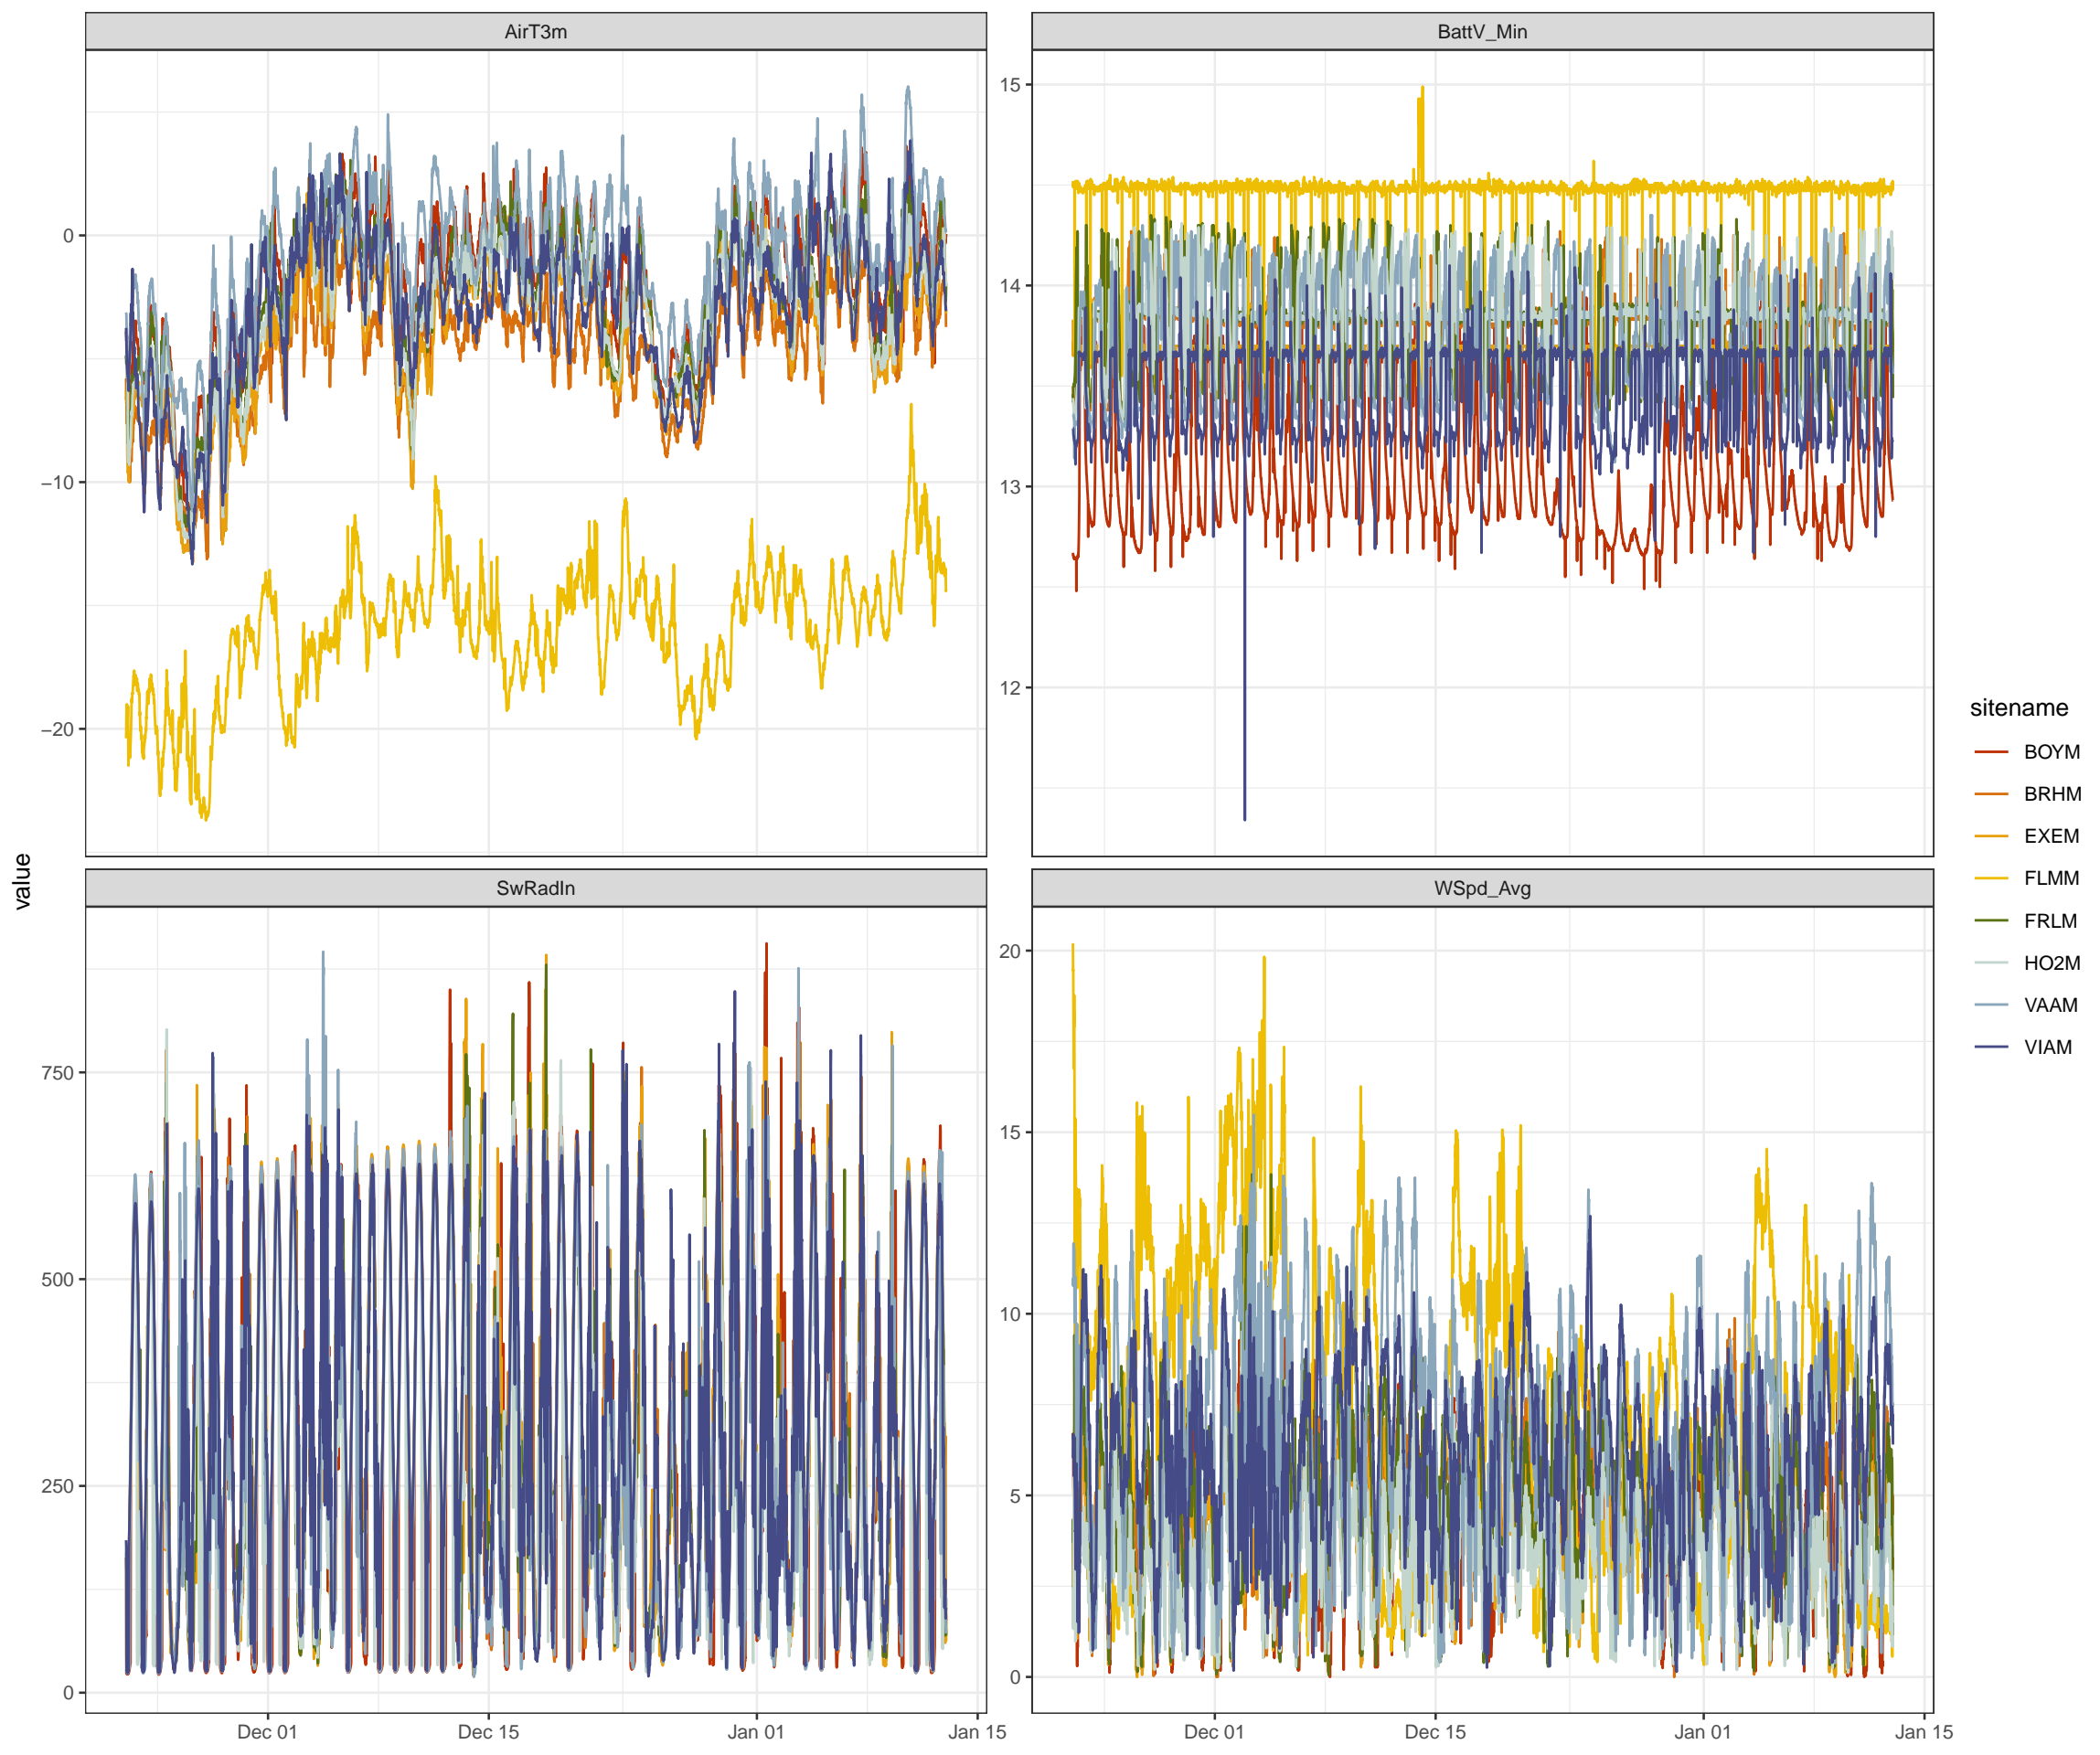 AirT3m
BattV_Min
0
−10
−20
15
14
13
12
SwRadIn
WSpd_Avg
750
500
250
0
20
15
10
5
0
Dec 01
Dec 15
Jan 01
Jan 15
Dec 01
Dec 15
Jan 01
Jan 15
value
sitename
BOYM
BRHM
EXEM
FLMM
FRLM
HO2M
VAAM
VIAM